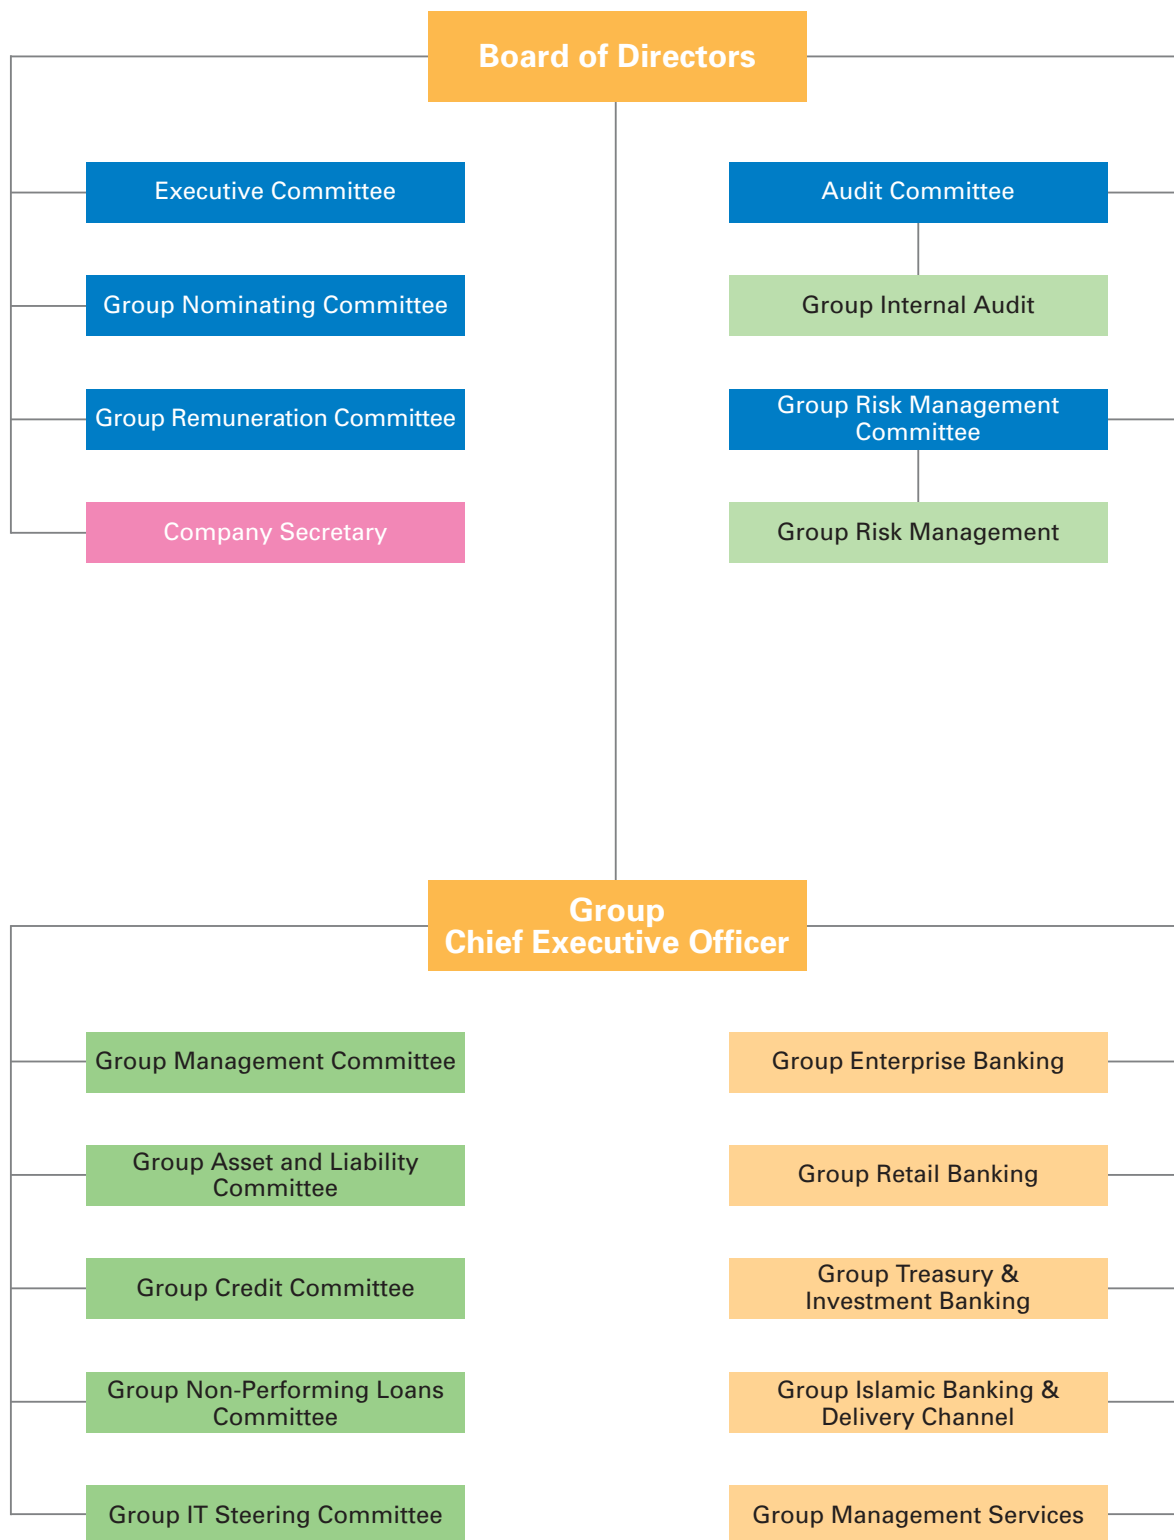 Board of Directors
Executive Committee
Group Nominating Committee
Group Remuneration Committee
Company Secretary
Audit Committee
Group Internal Audit
Group Risk Management
Committee
Group Risk Management
Group
Chief Executive Officer
Group Management Committee
Group Asset and Liability
Committee
Group Credit Committee
Group Non-Performing Loans
Committee
Group IT Steering Committee
Group Enterprise Banking
Group Retail Banking
Group Treasury &
Investment Banking
Group Islamic Banking &
Delivery Channel
Group Management Services